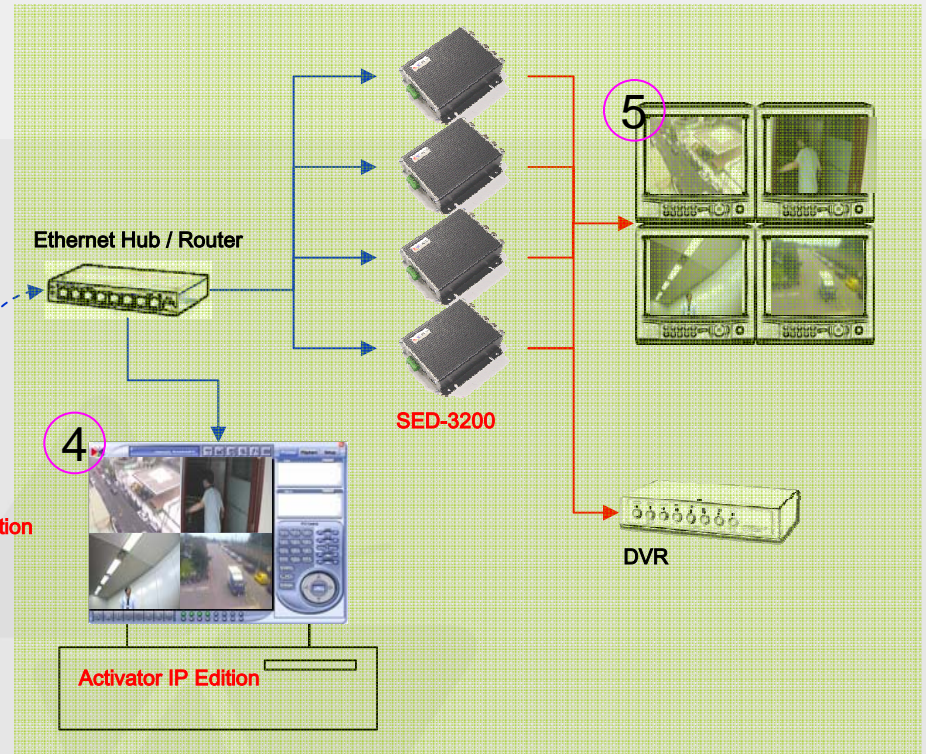 5
Ethernet Hub / Router
SED-3200
4
tion
DVR
Activator IP Edition